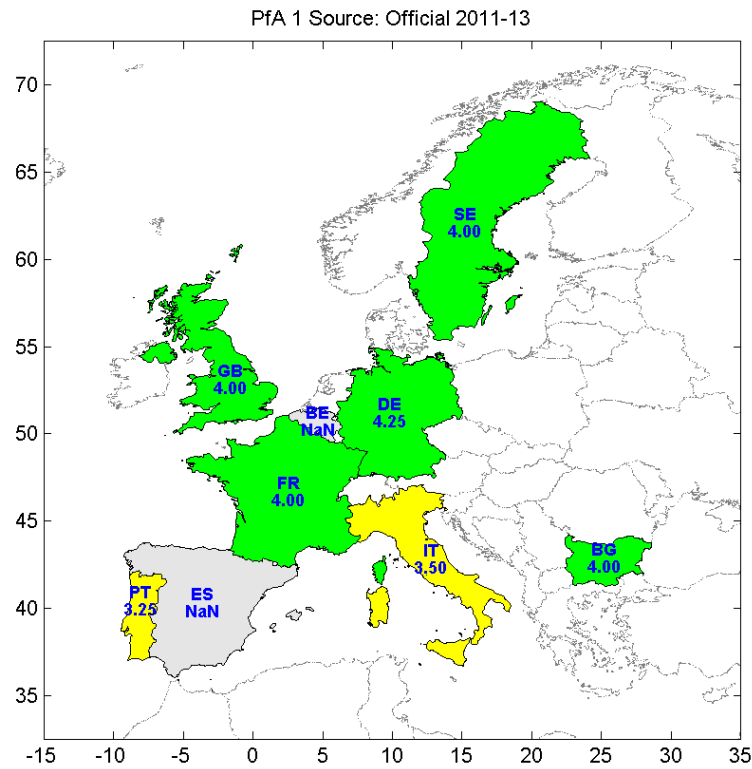 PfA 1 Source: Official 2011-13
70
65
60
55
50
45
40
35
SE
4.00
GB
4.00
BE
NaN
DE
4.25
FR
4.00
IT
3.50
BG
4.00
PT
3.25
ES
NaN
-15 -10 -5 0 5 10 15 20 25 30 35